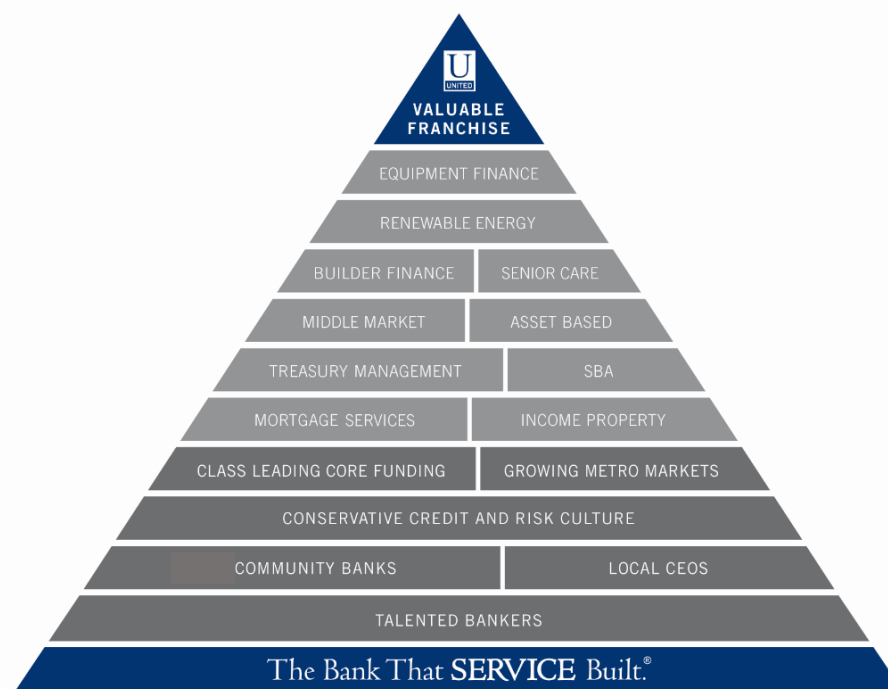 U
UNITED
VALUABLE
FRANCHISE
EQUIPMENT FINANCE
RENEWABLE ENERGY
BUILDER FINANCE SENIOR CARE
MIDDLE MARKET ASSET BASED
TREASURY MANAGEMENT SBA
MORTGAGE SERVICES INCOME PROPERTY
CLASS LEADING CORE FUNDING GROWING METRO MARKETS
CONSERVATIVE CREDIT AND RISK CULTURE
COMMUNITY BANKS LOCAL CEOS
TALENTED BANKERS
The Bank That SERVICE Built.®